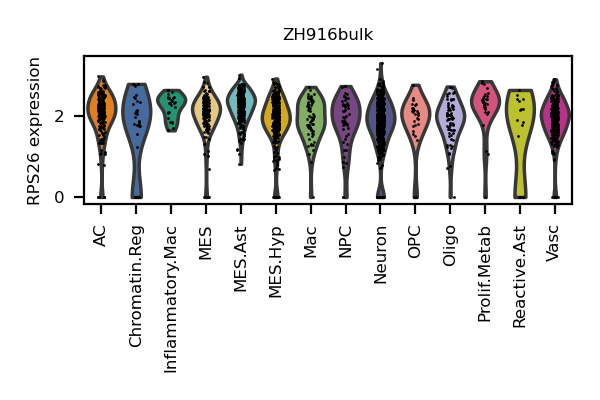 ZH916bulk
RPS26 expression
2
0
AC
Chromatin.Reg
Inflammatory.Mac
MES
MES.Ast
MES.Hyp
Mac
NPC
Neuron
OPC
Oligo
Prolif.Metab
Reactive.Ast
Vasc